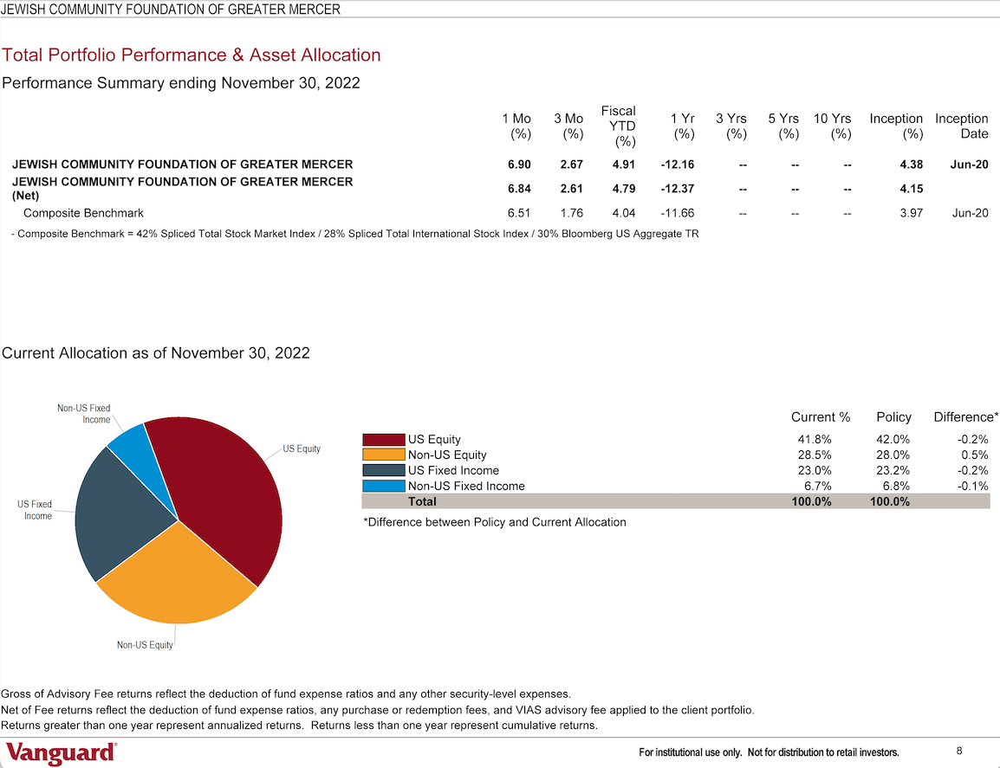 JEWISH COMMUNITY FOUNDATION OF GREATER MERCER
Total Portfolio Performance & Asset Allocation
Performance Summary ending November 30, 2022
1 Mo (%) 3 Mo (%) Fiscal YTD (%) 1 Yr (%) 3 Yrs (%) 5 Yrs (%) 10 Yrs (%) Inception (%) Inception Date
JEWISH COMMUNITY FOUNDATION OF GREATER MERCER 6.90 2.67 4.91 -12.16 -- -- -- 4.38 Jun-20
JEWISH COMMUNITY FOUNDATION OF GREATER MERCER
(Net) 6.84 2.61 4.79 -12.37 -- -- -- 4.15
Composite Benchmark 6.51 1.76 4.04 -11.66 -- -- -- 3.97 Jun-20
- Composite Benchmark = 42% Spliced Total Stock Market Index / 28% Spliced Total International Stock Index / 30% Bloomberg US Aggregate TR
Current Allocation as of November 30, 2022
Non-US Fixed
Income
US Equity
US Fixed
Income
Non-US Equity
Current % Policy Difference*
US Equity 41.8% 42.0% -0.2%
Non-US Equity 28.5% 28.0% 0.5%
US Fixed Income 23.0% 23.2% -0.2%
Non-US Fixed Income 6.7% 6.8% -0.1%
Total 100.0% 100.0%
*Difference between Policy and Current Allocation
Gross of Advisory Fee returns reflect the deduction of fund expense ratios and any other security-level expenses.
Net of Fee returns reflect the deduction of fund expense ratios, any purchase or redemption fees, and VIAS advisory fee applied to the client portfolio.
Returns greater than one year represent annualized returns. Returns less than one year represent cumulative returns.
Vanguard®
For institutional use only. Not for distribution to retail investors.
8